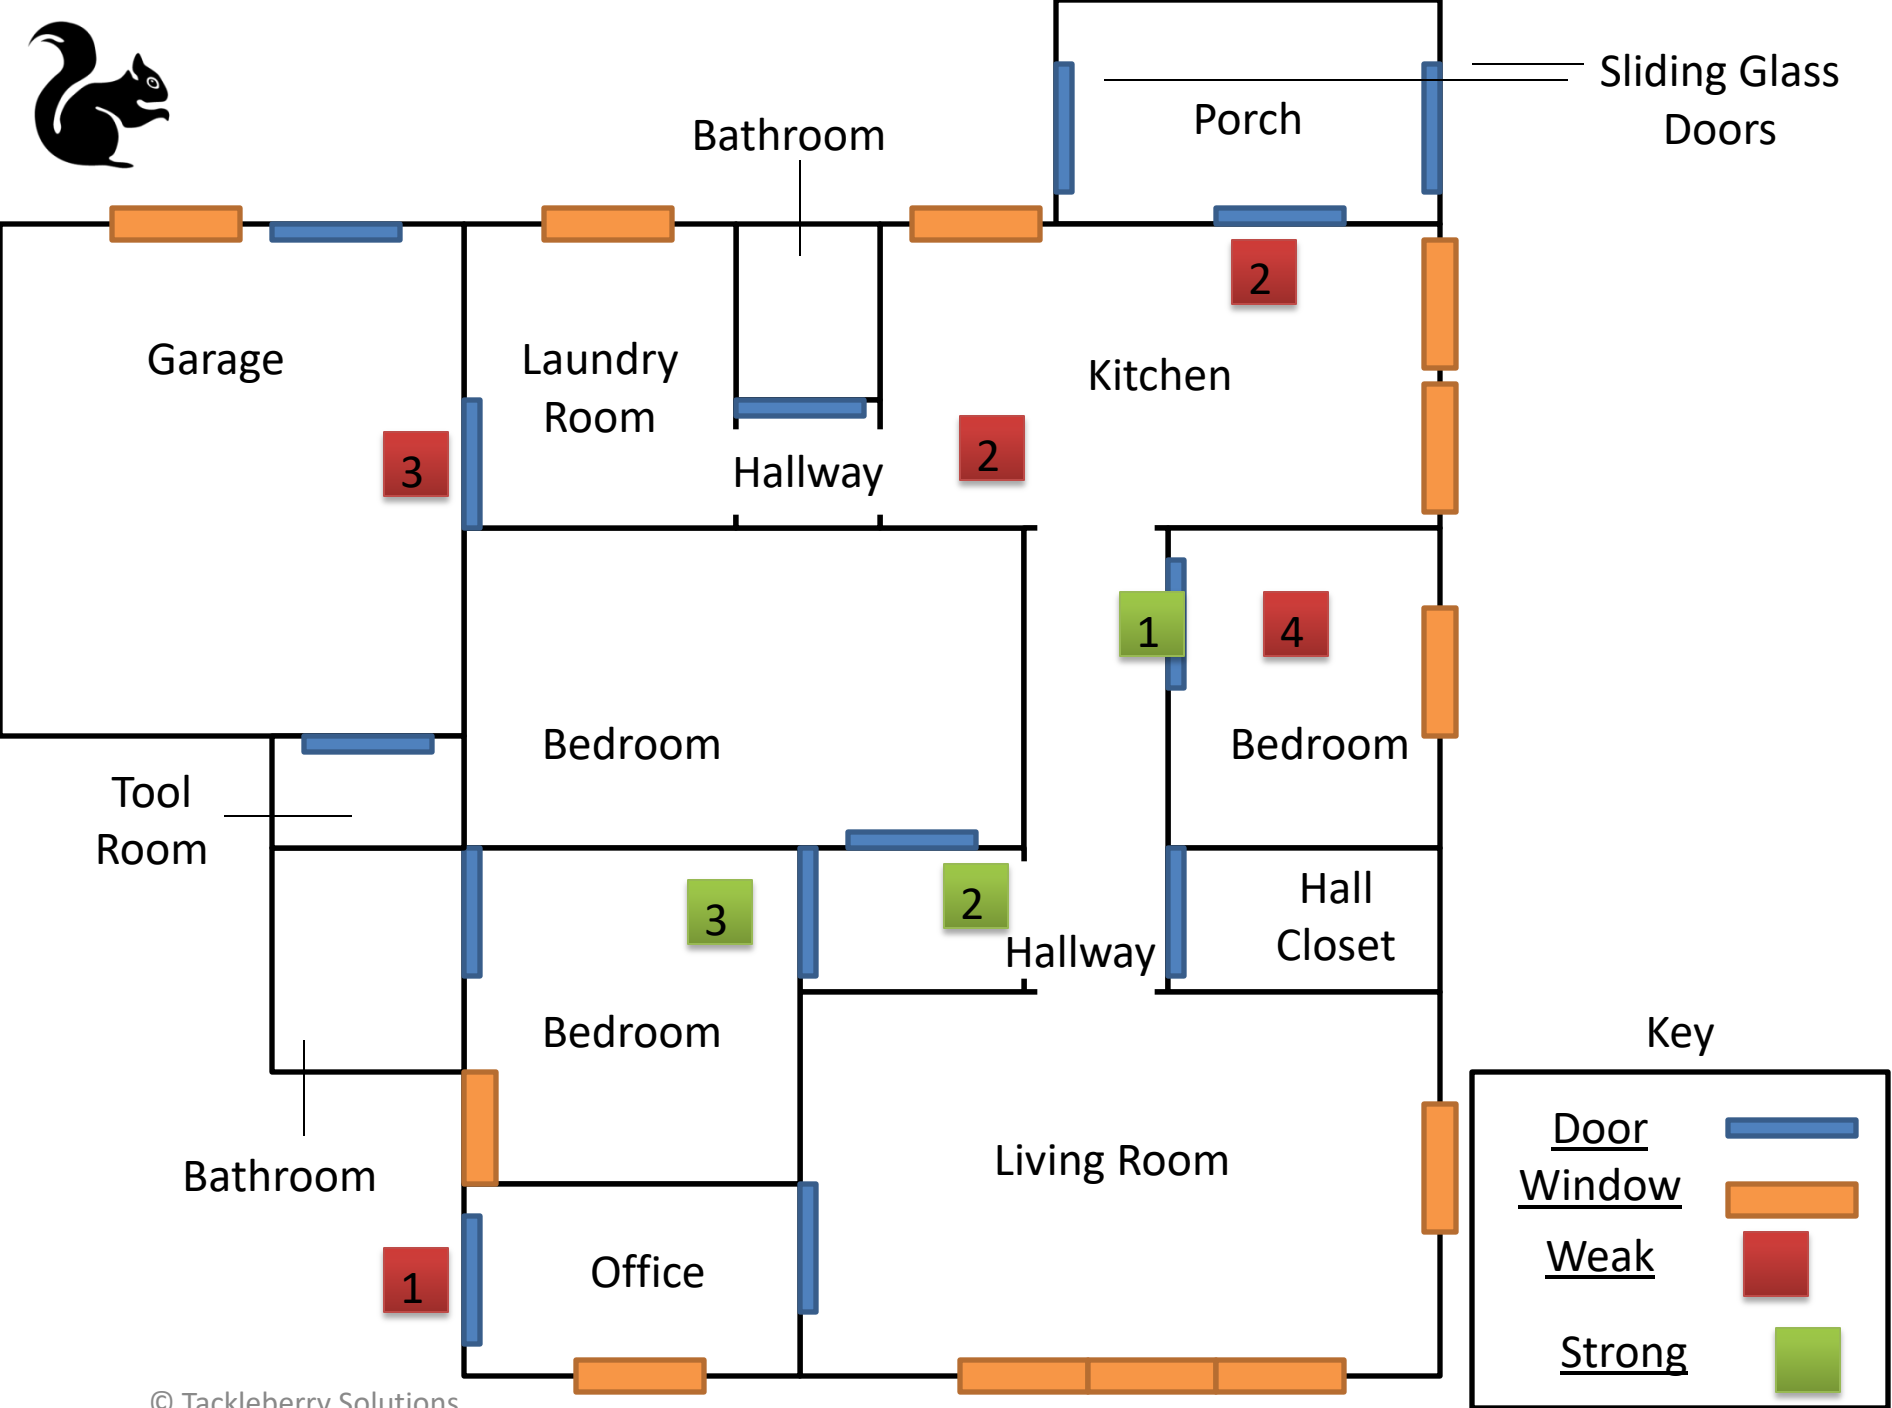 Sliding Glass
Doors
Porch
Bathroom
2
Garage
Laundry
Room
Kitchen
3
Hallway
2
1
4
Bedroom
Bedroom
Tool
Room
3
2
Hall
Closet
Hallway
Bedroom
Key
Door
Window
Weak
Strong
Living Room
Bathroom
Office
1
© Tackleberry Solutions